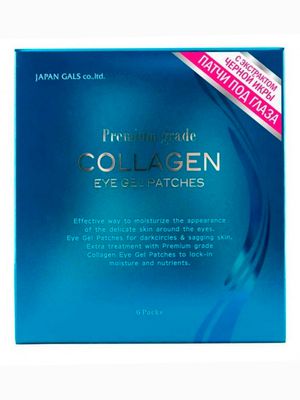 JAPAN GALS co.,ltd.
С ЭКСТРАКТОМ
ЧЕРНОЙ ИКРЫ
ПАТЧИ ПОД ГЛАЗА
Premium grade
COLLAGEN
EYE GEL PATCHES
Effective way to moisturize the appearance
of the delicate skin around the eyes.
Eye Gel Patches for darkcircles & sagging skin.
Extra treatment with Premium grade
Collagen Eye Gel Patches to lock-in
moisture and nutrients.
6 Packs